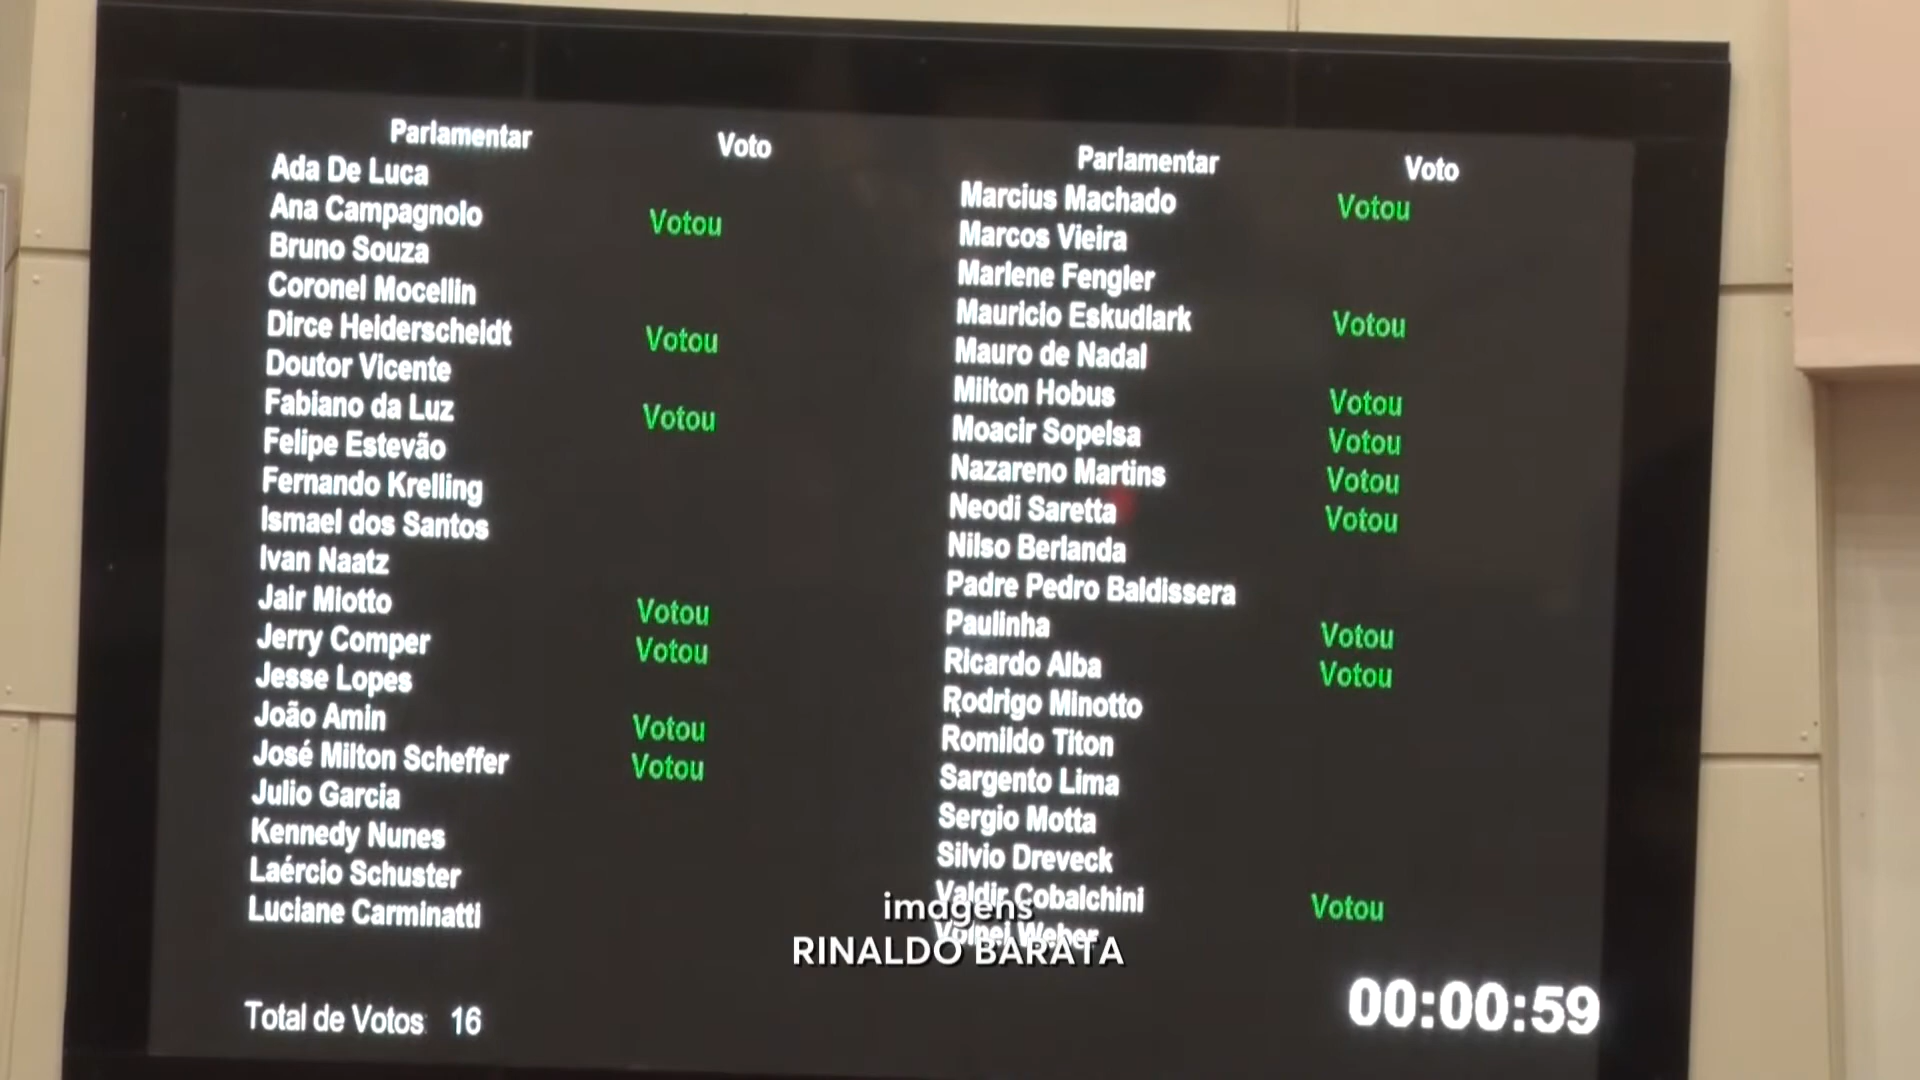 Parlamentar Voto
Ada De Luca
Ana Campagnolo Votou
Bruno Souza
Coronel Mocellin
Dirce Heiderscheidt Votou
Doutor Vicente
Fabiano da Luz Votou
Felipe Estevão
Fernando Krelling
Ismael dos Santos
Ivan Naatz
Jair Miotto Votou
Jerry Comper Votou
Jesse Lopes
João Amin Votou
José Milton Scheffer Votou
Julio Garcia
Kennedy Nunes
Laércio Schuster
Luciane Carminatti
Parlamentar Voto
Marcius Machado Votou
Marcos Vieira
Marlene Fengler
Mauricio Eskudlark Votou
Mauro de Nadal
Milton Hobus Votou
Moacir Sopelsa Votou
Nazareno Martins Votou
Neodi Saretta Votou
Nilso Berlanda
Padre Pedro Baldissera
Paulinha Votou
Ricardo Alba Votou
Rodrigo Minotto
Romildo Titon
Sargento Lima
Sergio Motta
Silvio Dreveck
Valdir Cobalchini Votou
Volnei Weber
imagens
RINALDO BARATA
Total de Votos 16
00:00:59